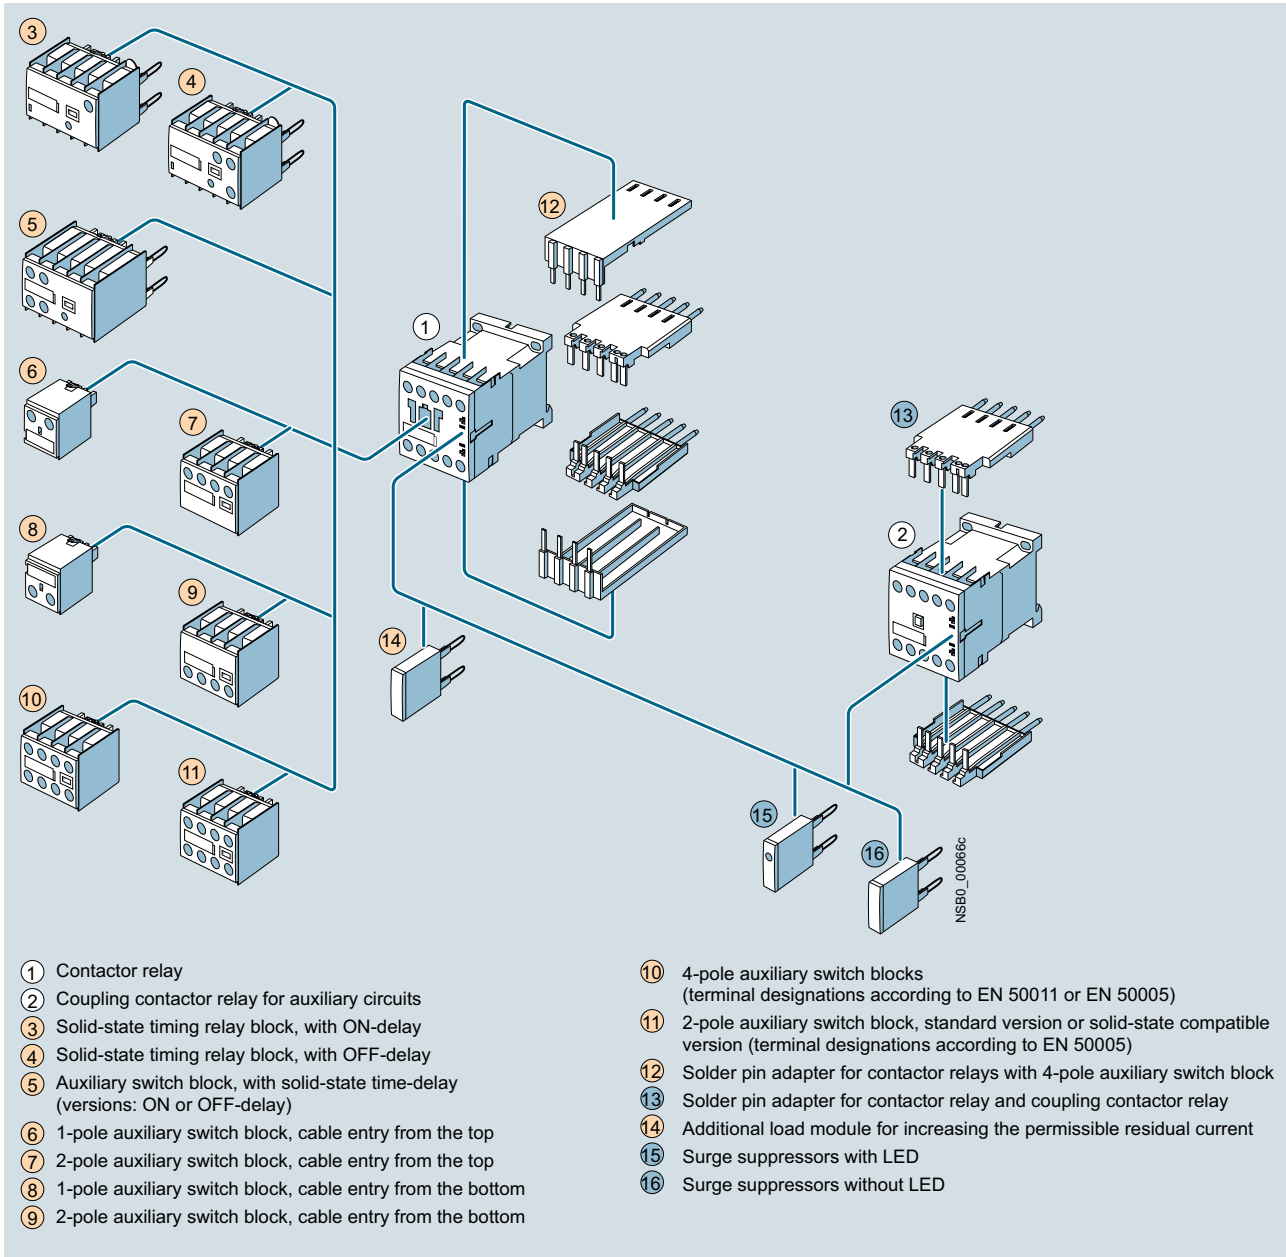 3
4
5
12
1
6
7
13
8
2
9
14
10
11
15
16
NSB0_00066c
1 Contactor relay
2 Coupling contactor relay for auxiliary circuits
3 Solid-state timing relay block, with ON-delay
4 Solid-state timing relay block, with OFF-delay
5 Auxiliary switch block, with solid-state time-delay
(versions: ON or OFF-delay)
6 1-pole auxiliary switch block, cable entry from the top
7 2-pole auxiliary switch block, cable entry from the top
8 1-pole auxiliary switch block, cable entry from the bottom
9 2-pole auxiliary switch block, cable entry from the bottom
10 4-pole auxiliary switch blocks
(terminal designations according to EN 50011 or EN 50005)
11 2-pole auxiliary switch block, standard version or solid-state compatible
version (terminal designations according to EN 50005)
12 Solder pin adapter for contactor relays with 4-pole auxiliary switch block
13 Solder pin adapter for contactor relay and coupling contactor relay
14 Additional load module for increasing the permissible residual current
15 Surge suppressors with LED
16 Surge suppressors without LED